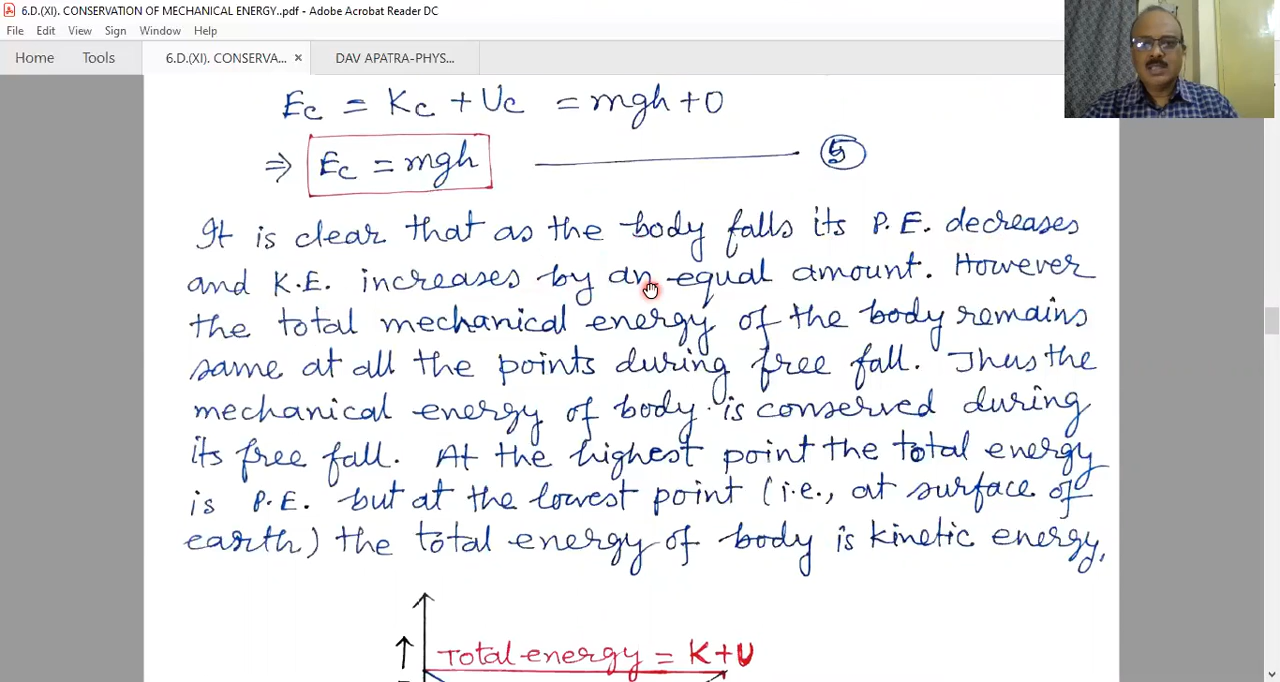 6.D.(XI). CONSERVATION OF MECHANICAL ENERGY..pdf - Adobe Acrobat Reader DC
File Edit View Sign Window Help
Home Tools 6.D.(XI). CONSERVA... × DAV APATRA-PHYS...
Ec = Kc + Uc = mgh + 0
⇒ Ec = mgh 5
It is clear that as the body falls its P.E. decreases
and K.E. increases by an equal amount. However
the total mechanical energy of the body remains
same at all the points during free fall. Thus the
mechanical energy of body is conserved during
its free fall. At the highest point the total energy
is P.E. but at the lowest point (i.e., at surface of
earth) the total energy of body is kinetic energy.
Total energy = K+U